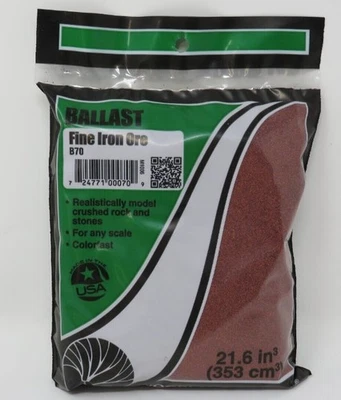 BALLAST
Fine Iron Ore
B70
7 24771 00070 9
• Realistically model
crushed rock and
stones
• For any scale
• Colorfast
USA
21.6 in³
(353 cm³)